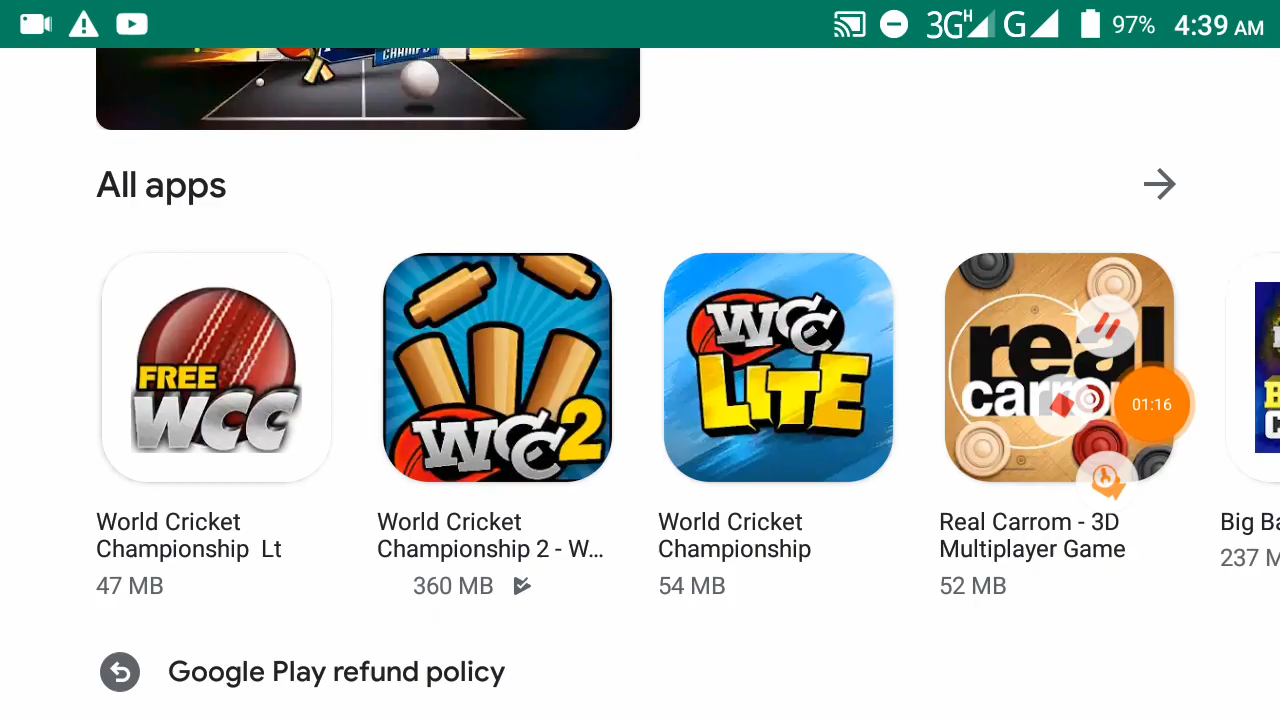 3G H G 97% 4:39 AM
CHAMPS
All apps
FREE
WCC
WCC 2
WCC
LITE
real
carrom
01:16
World Cricket
Championship Lt
47 MB
World Cricket
Championship 2 - W...
360 MB
World Cricket
Championship
54 MB
Real Carrom - 3D
Multiplayer Game
52 MB
Big Ba
237 M
Google Play refund policy